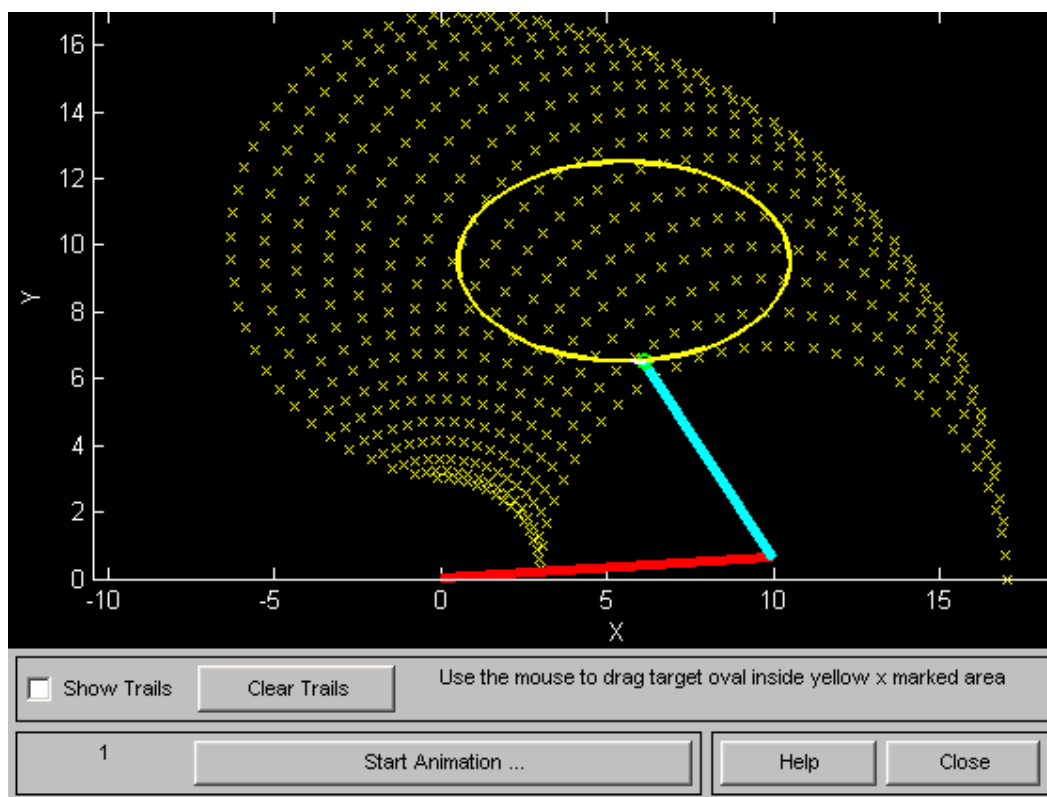 16
14
12
10
8
6
4
2
0
Y
-10 -5 0 5 10 15
X
Show Trails Clear Trails Use the mouse to drag target oval inside yellow x marked area
1 Start Animation ... Help Close